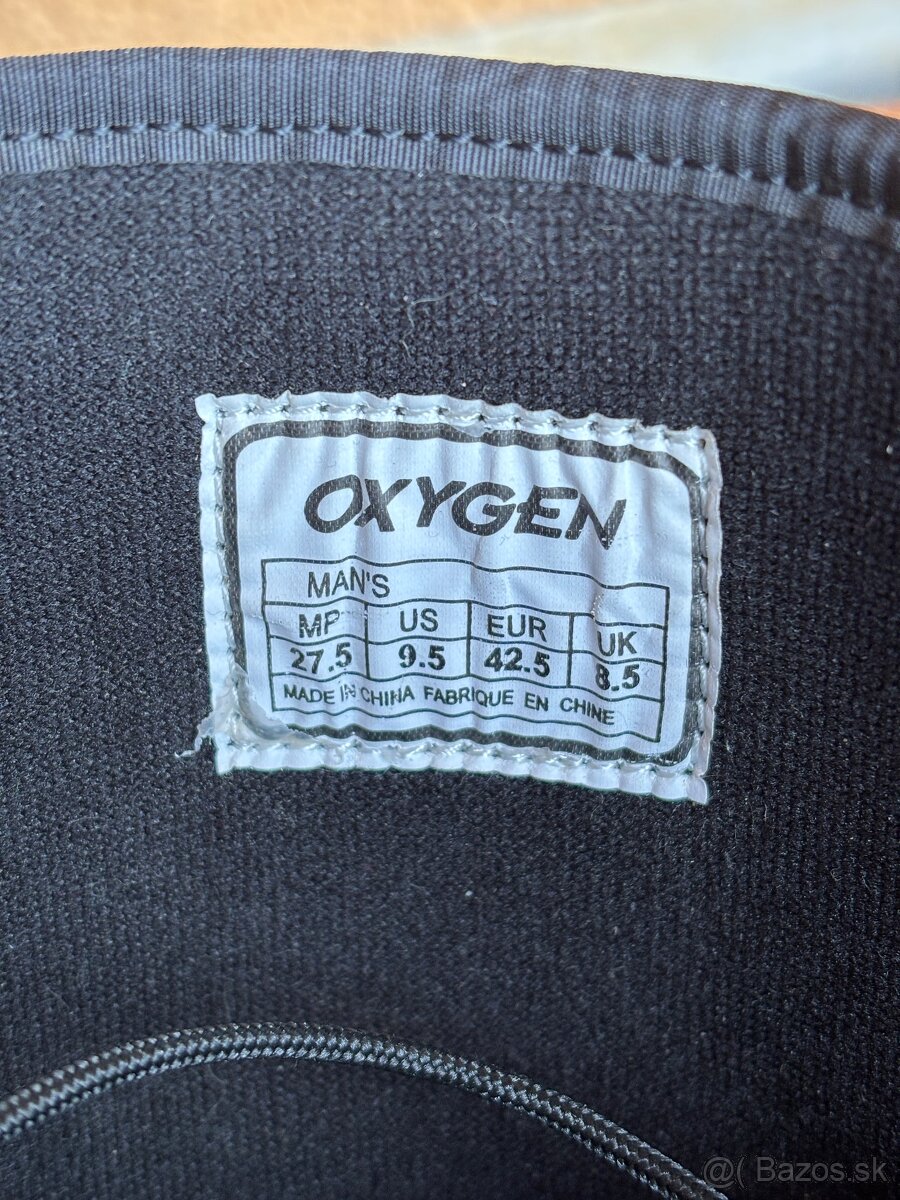 OXYGEN
MAN'S
MP US EUR UK
27.5 9.5 42.5 8.5
MADE IN CHINA FABRIQUE EN CHINE
@( Bazos.sk